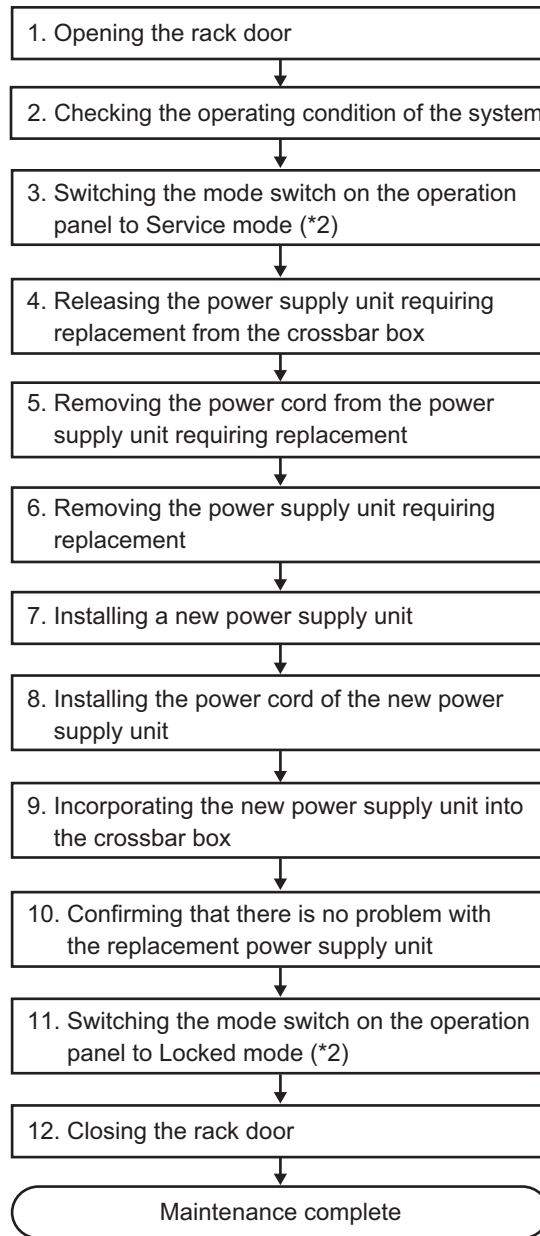 1. Opening the rack door
2. Checking the operating condition of the system
3. Switching the mode switch on the operation
panel to Service mode (*2)
4. Releasing the power supply unit requiring
replacement from the crossbar box
5. Removing the power cord from the power
supply unit requiring replacement
6. Removing the power supply unit requiring
replacement
7. Installing a new power supply unit
8. Installing the power cord of the new power
supply unit
9. Incorporating the new power supply unit into
the crossbar box
10. Confirming that there is no problem with
the replacement power supply unit
11. Switching the mode switch on the operation
panel to Locked mode (*2)
12. Closing the rack door
Maintenance complete